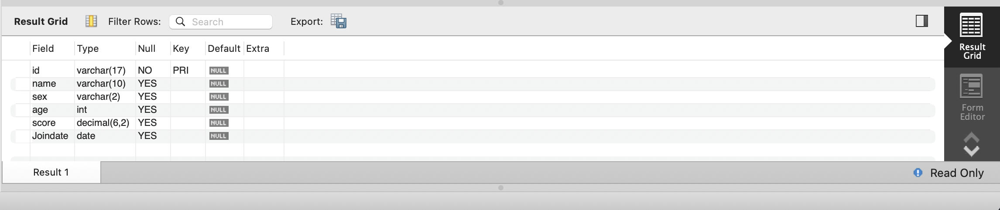 Result Grid Filter Rows: Search Export:
Result
Grid
Field Type Null Key Default Extra
id varchar(17) NO PRI NULL
name varchar(10) YES NULL
sex varchar(2) YES NULL
age int YES NULL
score decimal(6,2) YES NULL
Joindate date YES NULL
Form
Editor
Result 1 Read Only